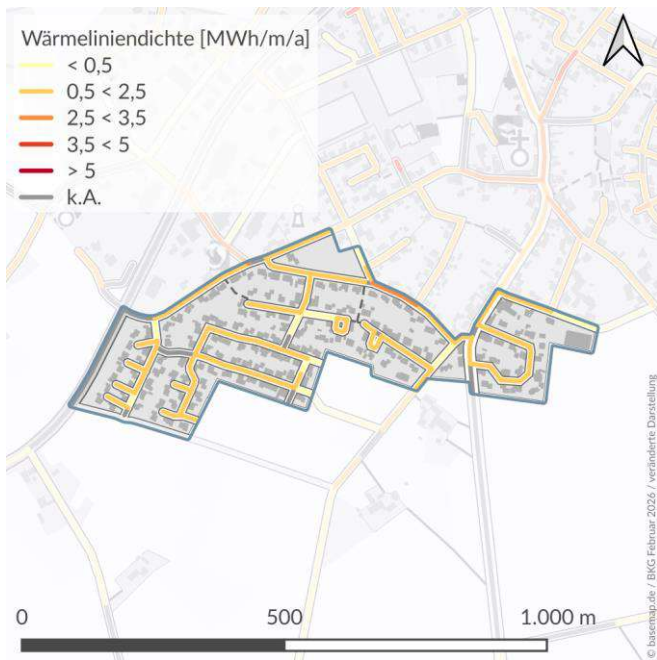 Wärmeliniendichte [MWh/m/a]
< 0,5
0,5 < 2,5
2,5 < 3,5
3,5 < 5
> 5
k.A.
0 500 1.000 m
© basemap.de / BKG Februar 2026 / veränderte Darstellung